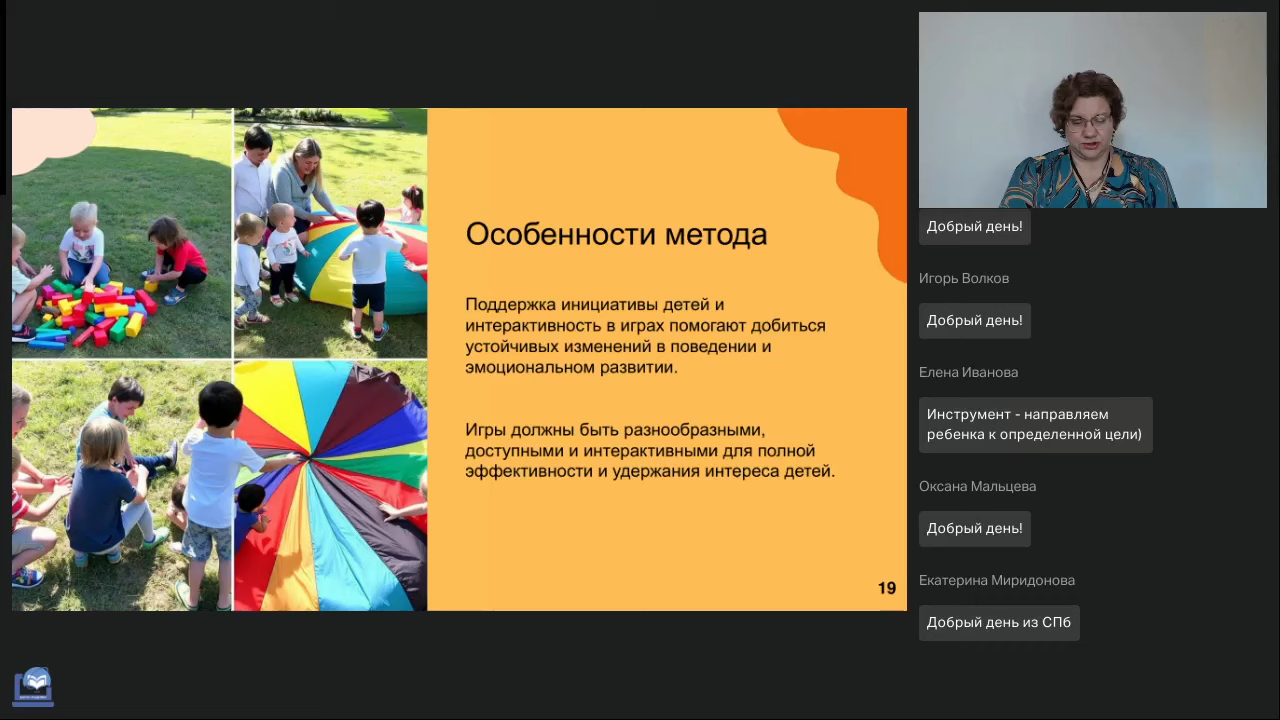 Особенности метода
Поддержка инициативы детей и
интерактивность в играх помогают добиться
устойчивых изменений в поведении и
эмоциональном развитии.
Игры должны быть разнообразными,
доступными и интерактивными для полной
эффективности и удержания интереса детей.
19
Добрый день!
Игорь Волков
Добрый день!
Елена Иванова
Инструмент - направляем
ребенка к определенной цели)
Оксана Мальцева
Добрый день!
Екатерина Миридонова
Добрый день из СПб